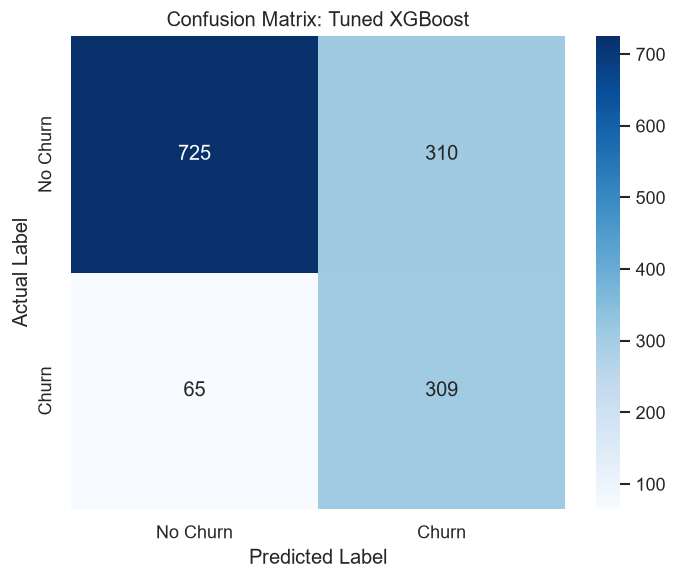 Confusion Matrix: Tuned XGBoost
Actual Label
No Churn
Churn
725
310
65
309
No Churn
Churn
Predicted Label
700
600
500
400
300
200
100